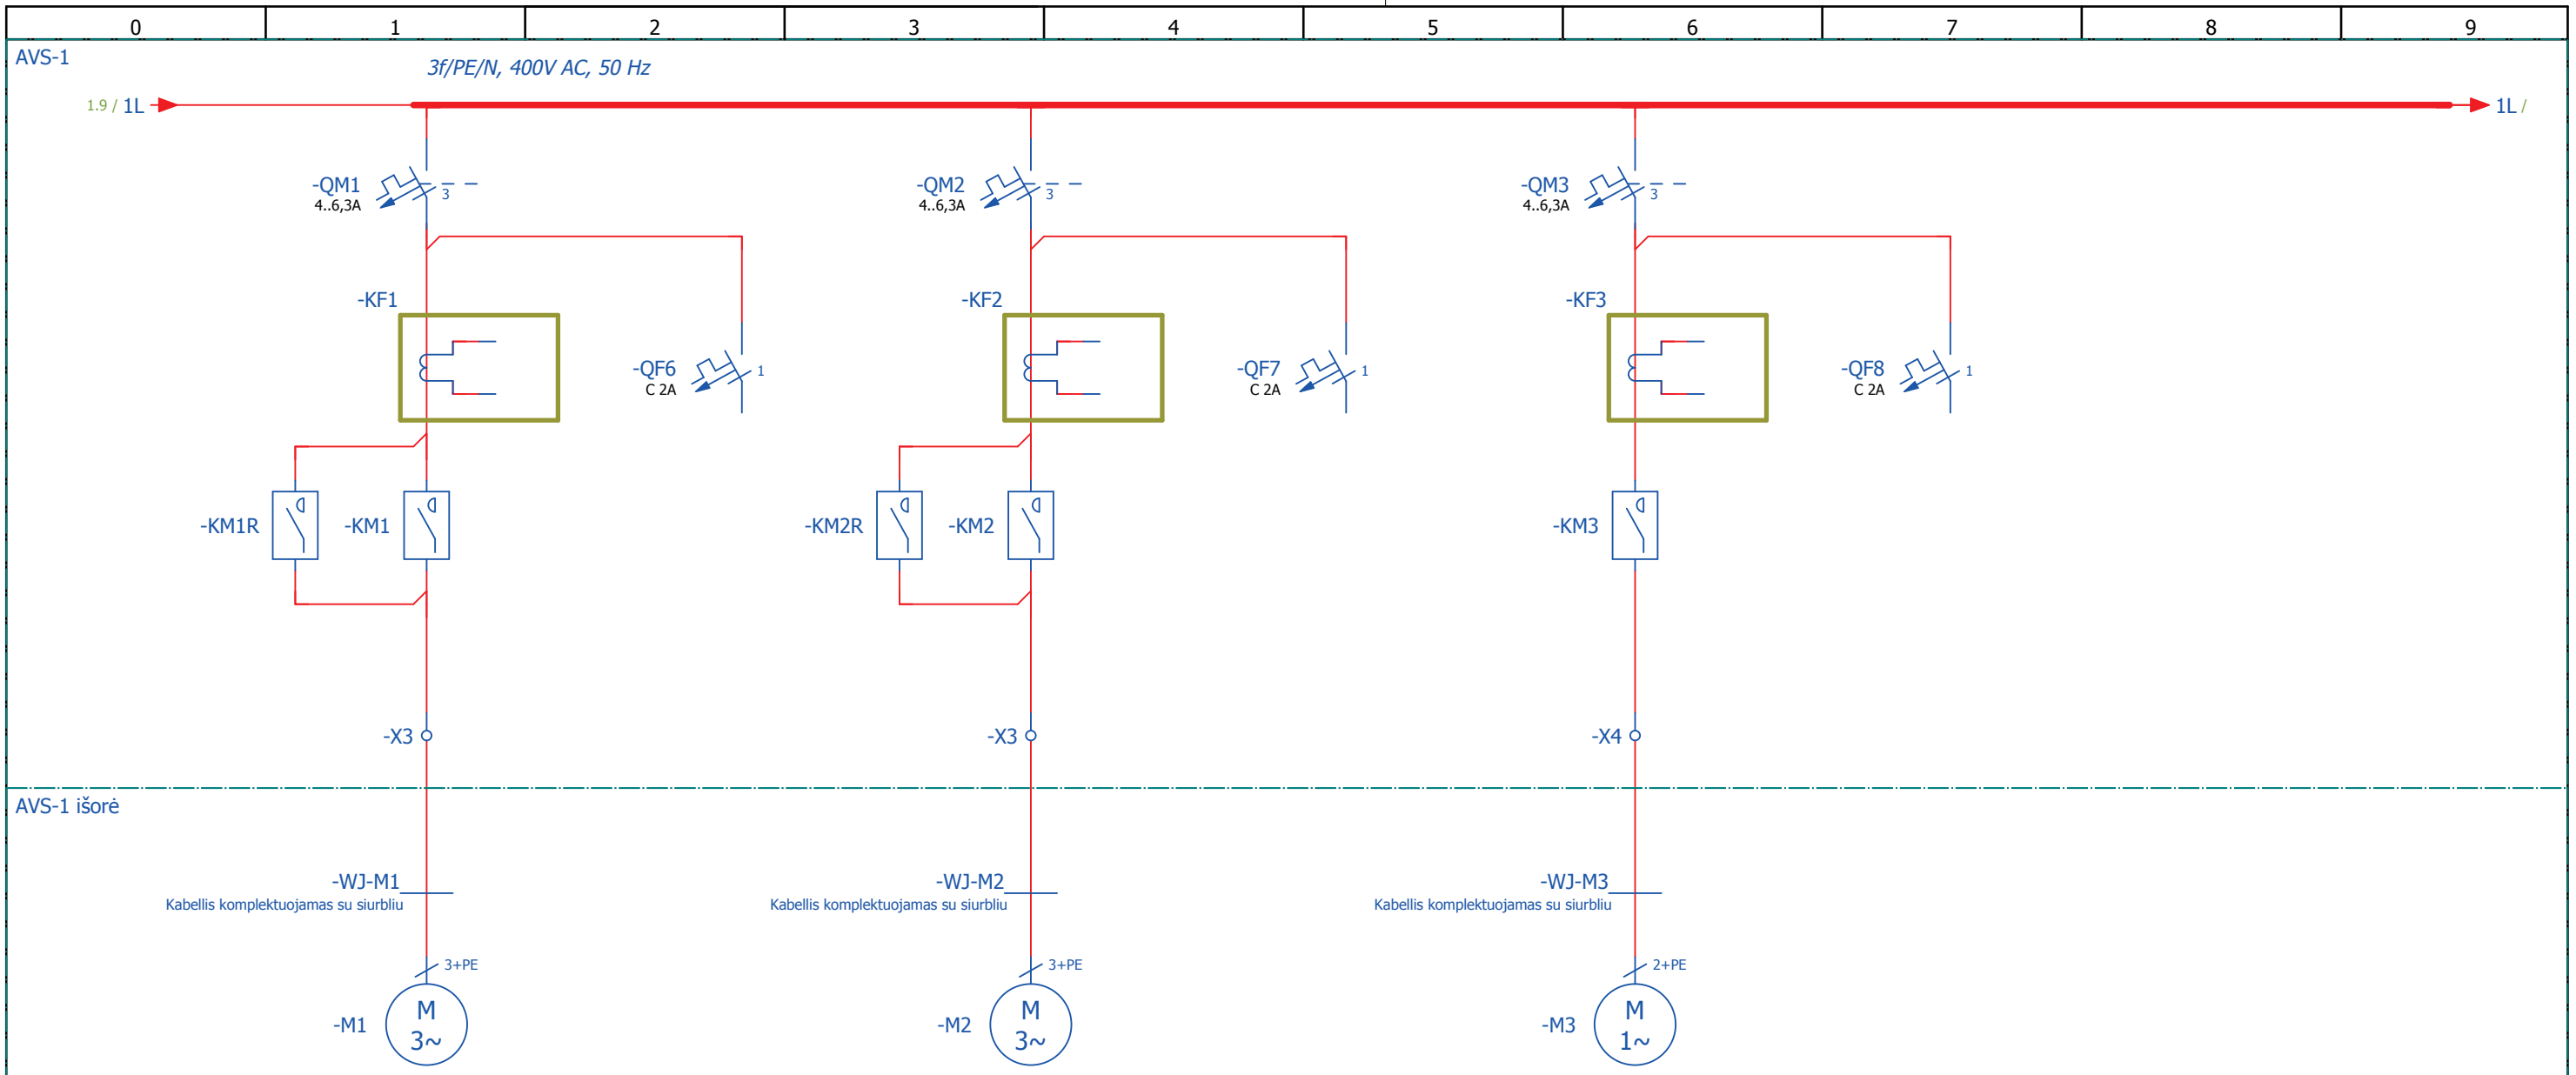 0 1 2 3 4 5 6 7 8 9
AVS-1
3f/PE/N, 400V AC, 50 Hz
1.9 / 1L
1L /
-QM1 3
4..6,3A
-QM2 3
4..6,3A
-QM3 3
4..6,3A
-KF1
-KF2
-KF3
-QF6 1
C 2A
-QF7 1
C 2A
-QF8 1
C 2A
-KM1R -KM1 -KM2R -KM2 -KM3
-X3 -X3 -X4
AVS-1 išorė
-WJ-M1
Kabellis komplektuojamas su siurbliu
-WJ-M2
Kabellis komplektuojamas su siurbliu
-WJ-M3
Kabellis komplektuojamas su siurbliu
3+PE
-M1
M
3~
3+PE
-M2
M
3~
2+PE
-M3
M
1~